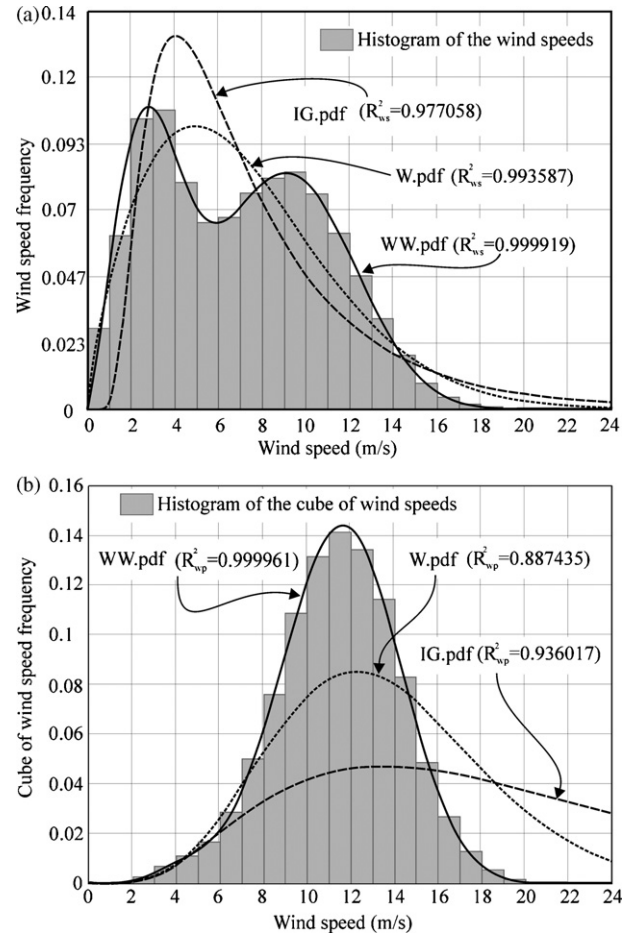 (a)
0.14
0.12
0.093
0.07
0.047
0.023
0
Wind speed frequency
Histogram of the wind speeds
IG.pdf (R²ws=0.977058)
W.pdf (R²ws=0.993587)
WW.pdf (R²ws=0.999919)
0 2 4 6 8 10 12 14 16 18 20 22 24
Wind speed (m/s)
(b)
0.16
0.14
0.12
0.1
0.08
0.06
0.04
0.02
0
Cube of wind speed frequency
Histogram of the cube of wind speeds
WW.pdf (R²wp=0.999961)
W.pdf (R²wp=0.887435)
IG.pdf (R²wp=0.936017)
0 2 4 6 8 10 12 14 16 18 20 22 24
Wind speed (m/s)